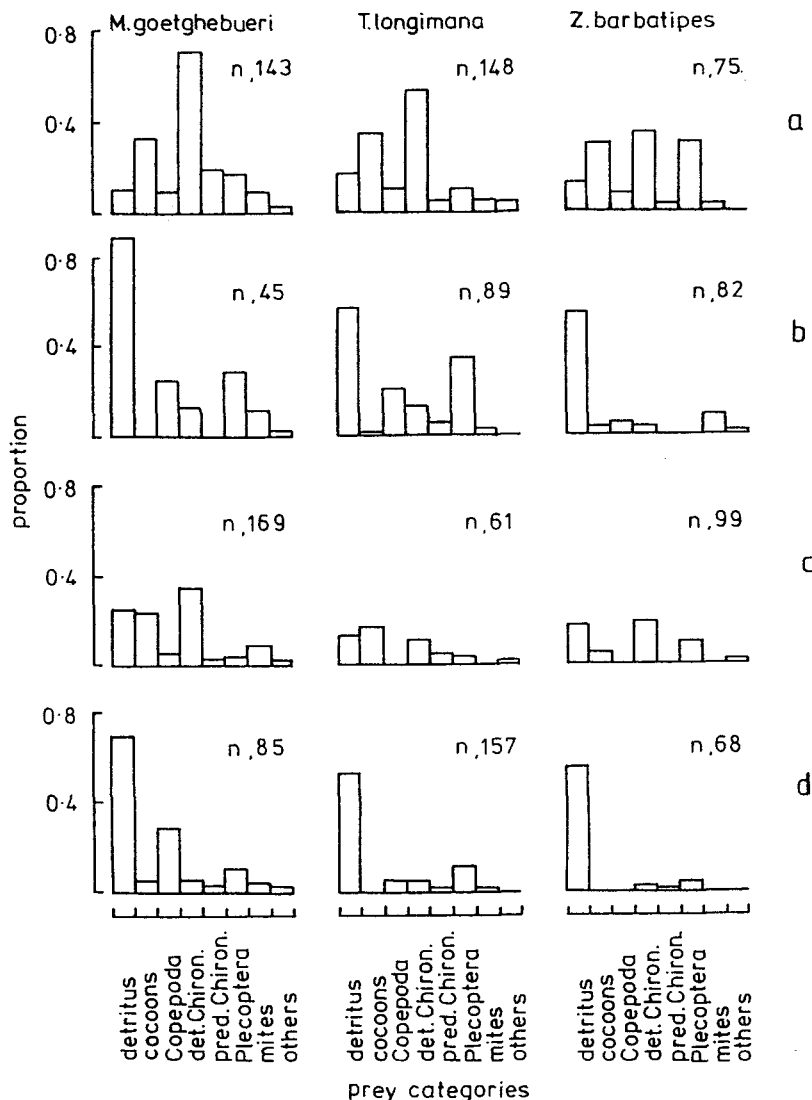 M.goetghebueri T.longimana Z.barbatipes
0·8
n,143 n,148 n,75
0·4
a
0·8
n,45 n,89 n,82
0·4
b
proportion
0·8
n,169 n,61 n,99
0·4
c
0·8
n,85 n,157 n,68
0·4
d
detritus
cocoons
Copepoda
det.Chiron.
pred.Chiron.
Plecoptera
mites
others
detritus
cocoons
Copepoda
det.Chiron.
pred.Chiron.
Plecoptera
mites
others
detritus
cocoons
Copepoda
det.Chiron.
pred.Chiron.
Plecoptera
mites
others
prey categories